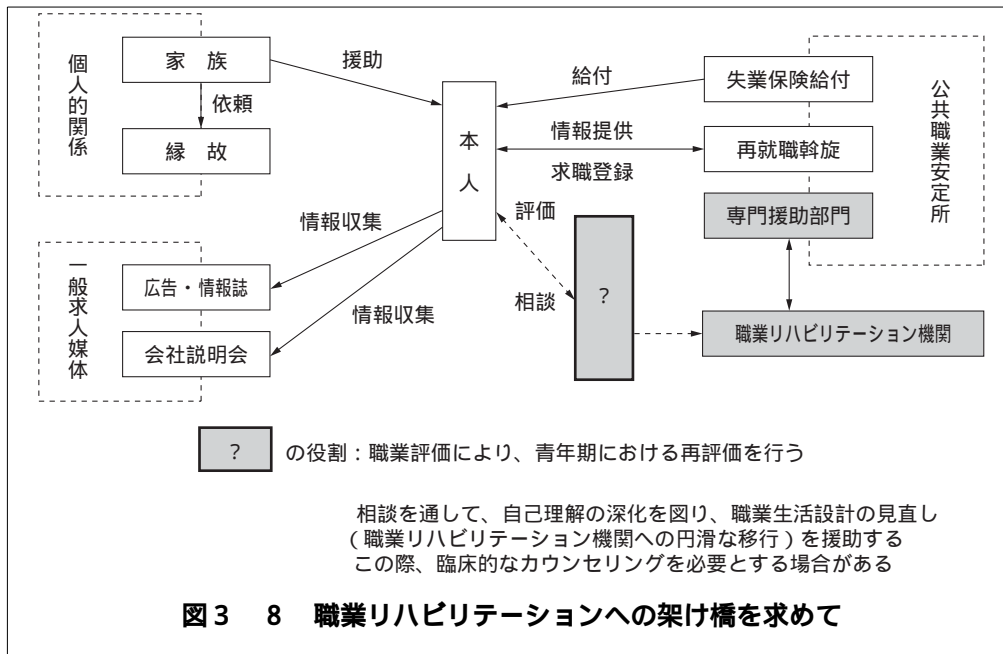 個人的関係
家　族
依頼
縁　故
援助
本人
給付
失業保険給付
情報提供
求職登録
再就職斡旋
専門援助部門
公共職業安定所
情報収集
情報収集
一般求人媒体
広告・情報誌
会社説明会
評価
相談
?
職業リハビリテーション機関
? の役割：職業評価により、青年期における再評価を行う
相談を通して、自己理解の深化を図り、職業生活設計の見直し
（職業リハビリテーション機関への円滑な移行）を援助する
この際、臨床的なカウンセリングを必要とする場合がある
図３　８　職業リハビリテーションへの架け橋を求めて